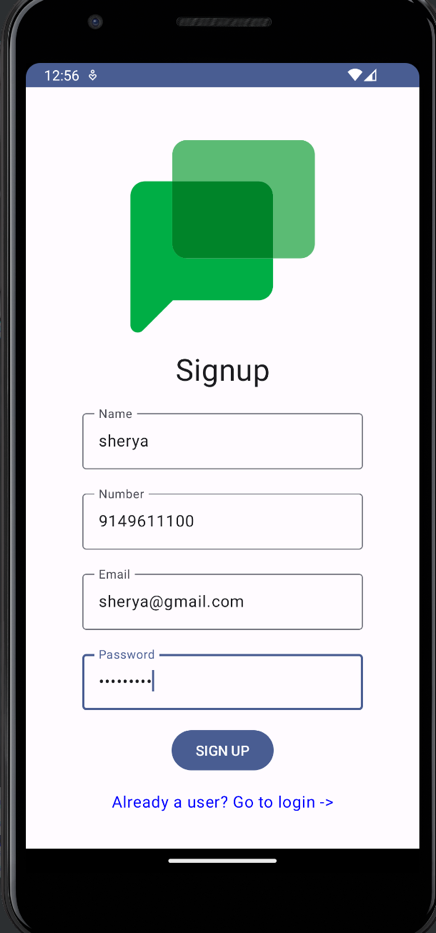 12:56
Signup
Name
sherya
Number
9149611100
Email
sherya@gmail.com
Password
•••••••••
SIGN UP
Already a user? Go to login ->